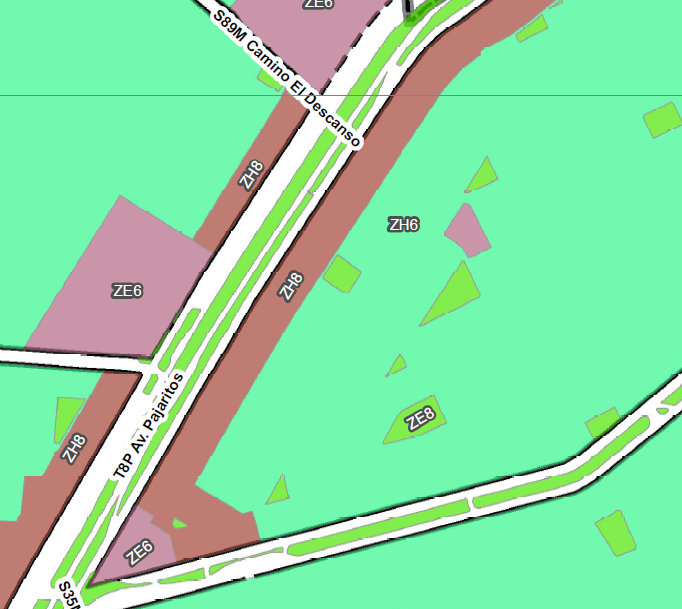 ZE6
S89M Camino El Descanso
ZH8
ZH6
ZE6
ZH8
T8P Av. Pajaritos
ZE8
ZH8
ZE6